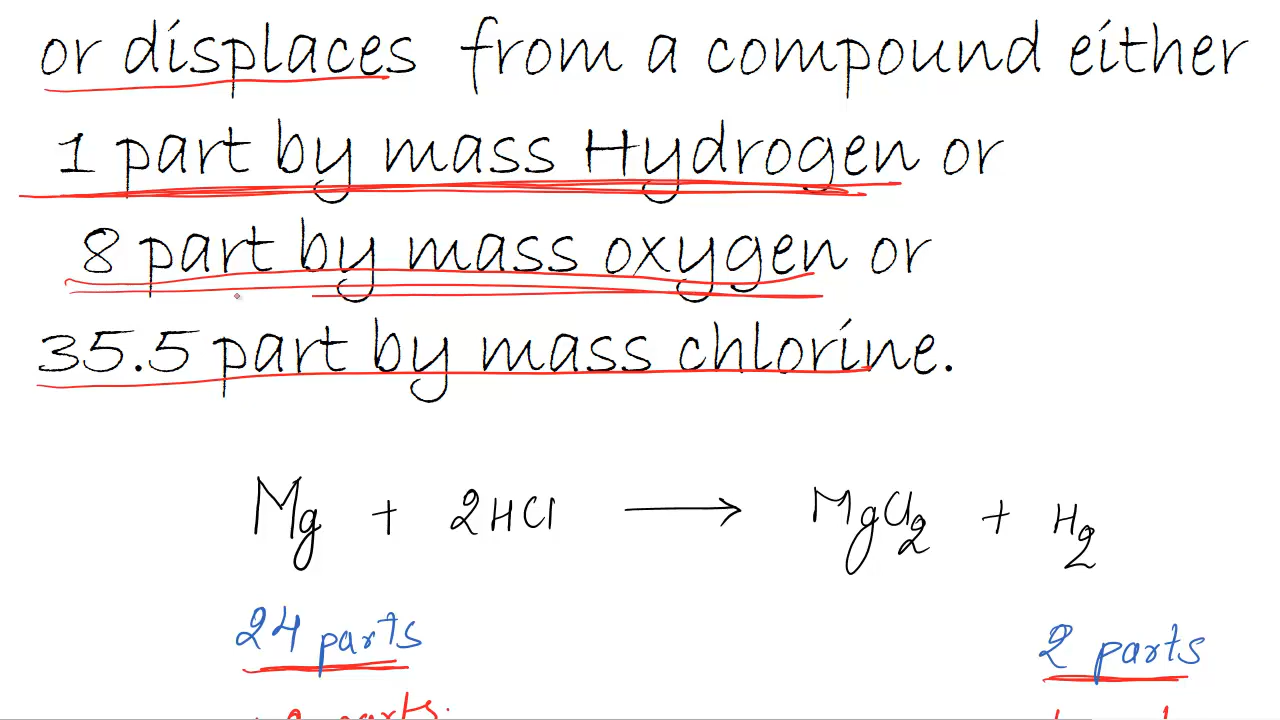 or displaces from a compound either
1 part by mass Hydrogen or
8 part by mass oxygen or
35.5 part by mass chlorine.
Mg + 2HCl → MgCl2 + H2
24 parts 2 parts
parts.